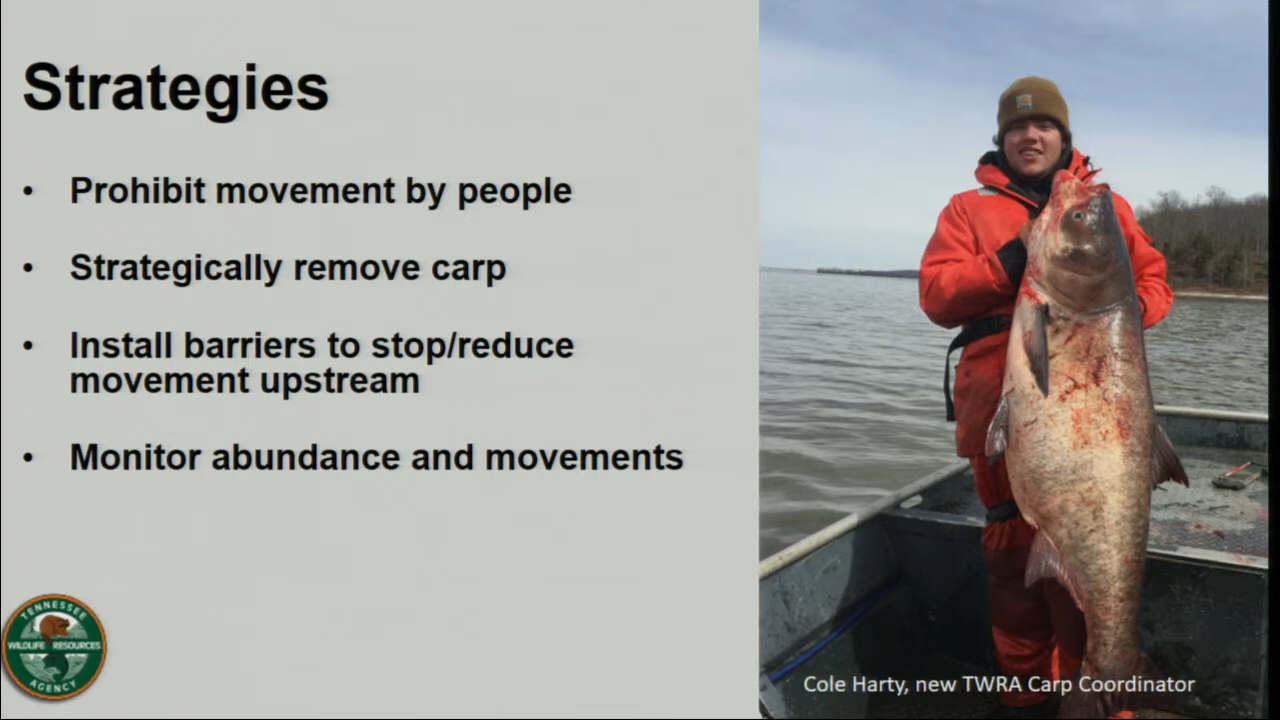 Strategies
• Prohibit movement by people
• Strategically remove carp
• Install barriers to stop/reduce
movement upstream
• Monitor abundance and movements
TENNESSEE
WILDLIFE RESOURCES
AGENCY
Cole Harty, new TWRA Carp Coordinator